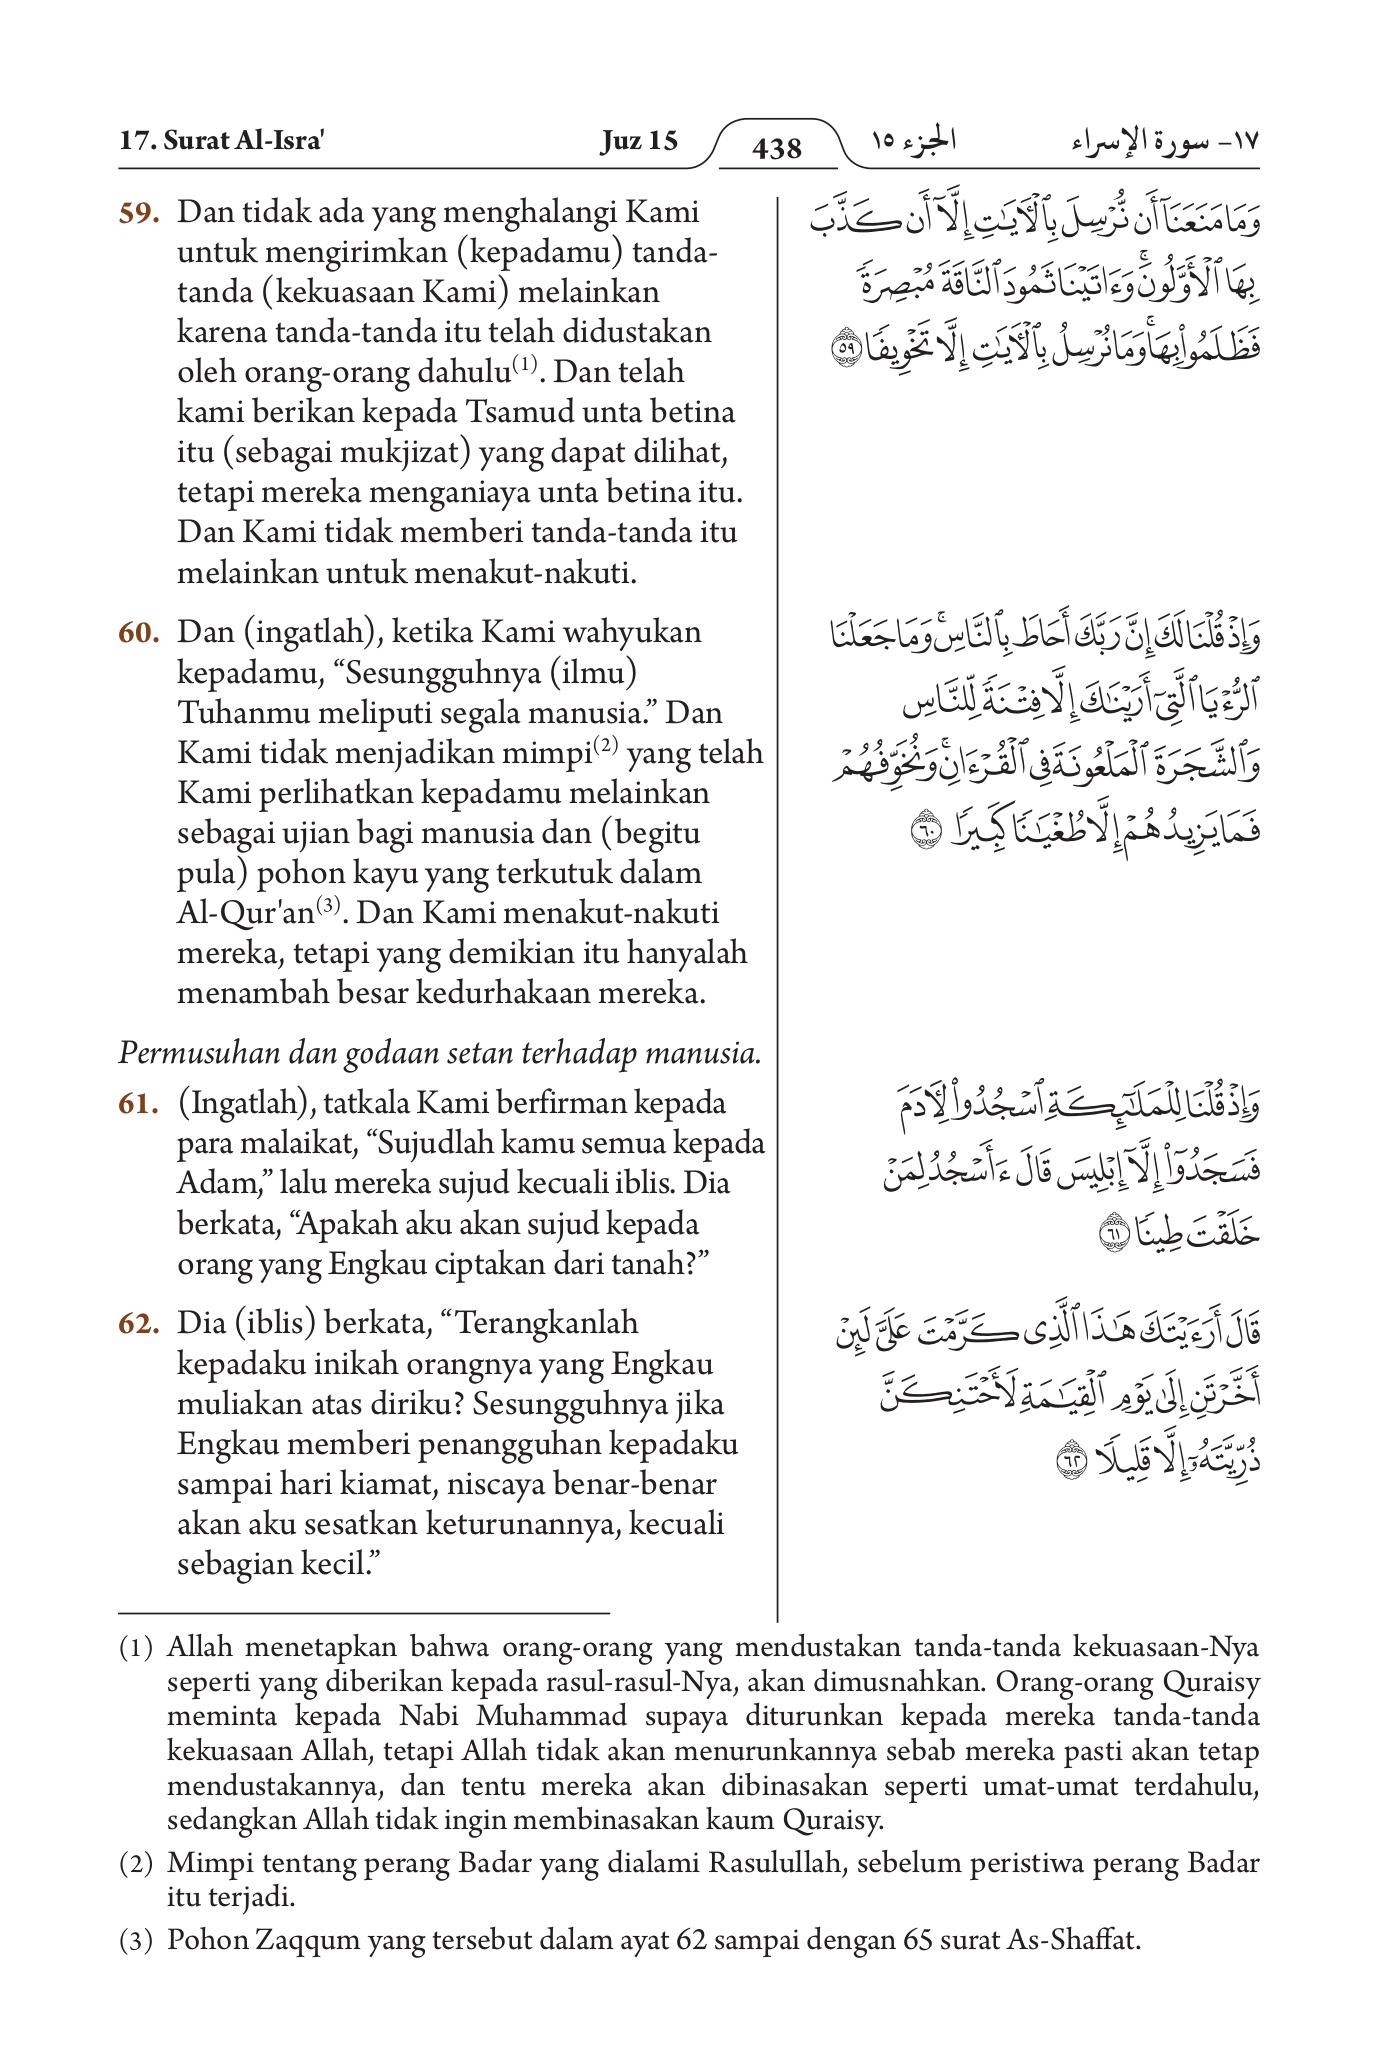 17. Surat Al-Isra'
Juz 15
438
الجزء ١٥
١٧- سورة الإسراء
59. Dan tidak ada yang menghalangi Kami
untuk mengirimkan (kepadamu) tanda-
tanda (kekuasaan Kami) melainkan
karena tanda-tanda itu telah didustakan
oleh orang-orang dahulu(1). Dan telah
kami berikan kepada Tsamud unta betina
itu (sebagai mukjizat) yang dapat dilihat,
tetapi mereka menganiaya unta betina itu.
Dan Kami tidak memberi tanda-tanda itu
melainkan untuk menakut-nakuti.
وَمَا مَنَعَنَآ أَن نُّرْسِلَ بِٱلْـَٔايَـٰتِ إِلَّآ أَن كَذَّبَ
بِهَا ٱلْأَوَّلُونَۚ وَءَاتَيْنَا ثَمُودَ ٱلنَّاقَةَ مُبْصِرَةً
فَظَلَمُوا۟ بِهَاۚ وَمَا نُرْسِلُ بِٱلْـَٔايَـٰتِ إِلَّا تَخْوِيفًا ٥٩
60. Dan (ingatlah), ketika Kami wahyukan
kepadamu, “Sesungguhnya (ilmu)
Tuhanmu meliputi segala manusia.” Dan
Kami tidak menjadikan mimpi(2) yang telah
Kami perlihatkan kepadamu melainkan
sebagai ujian bagi manusia dan (begitu
pula) pohon kayu yang terkutuk dalam
Al-Qur'an(3). Dan Kami menakut-nakuti
mereka, tetapi yang demikian itu hanyalah
menambah besar kedurhakaan mereka.
وَإِذْ قُلْنَا لَكَ إِنَّ رَبَّكَ أَحَاطَ بِٱلنَّاسِۚ وَمَا جَعَلْنَا
ٱلرُّءْيَا ٱلَّتِىٓ أَرَيْنَـٰكَ إِلَّا فِتْنَةً لِّلنَّاسِ
وَٱلشَّجَرَةَ ٱلْمَلْعُونَةَ فِى ٱلْقُرْءَانِۚ وَنُخَوِّفُهُمْ
فَمَا يَزِيدُهُمْ إِلَّا طُغْيَـٰنًا كَبِيرًا ٦٠
Permusuhan dan godaan setan terhadap manusia.
61. (Ingatlah), tatkala Kami berfirman kepada
para malaikat, “Sujudlah kamu semua kepada
Adam,” lalu mereka sujud kecuali iblis. Dia
berkata, “Apakah aku akan sujud kepada
orang yang Engkau ciptakan dari tanah?”
وَإِذْ قُلْنَا لِلْمَلَـٰٓئِكَةِ ٱسْجُدُوا۟ لِـَٔادَمَ
فَسَجَدُوٓا۟ إِلَّآ إِبْلِيسَ قَالَ ءَأَسْجُدُ لِمَنْ
خَلَقْتَ طِينًا ٦١
62. Dia (iblis) berkata, “Terangkanlah
kepadaku inikah orangnya yang Engkau
muliakan atas diriku? Sesungguhnya jika
Engkau memberi penangguhan kepadaku
sampai hari kiamat, niscaya benar-benar
akan aku sesatkan keturunannya, kecuali
sebagian kecil.”
قَالَ أَرَءَيْتَكَ هَـٰذَا ٱلَّذِى كَرَّمْتَ عَلَىَّ لَئِنْ
أَخَّرْتَنِ إِلَىٰ يَوْمِ ٱلْقِيَـٰمَةِ لَأَحْتَنِكَنَّ
ذُرِّيَّتَهُۥٓ إِلَّا قَلِيلًا ٦٢
(1) Allah menetapkan bahwa orang-orang yang mendustakan tanda-tanda kekuasaan-Nya
seperti yang diberikan kepada rasul-rasul-Nya, akan dimusnahkan. Orang-orang Quraisy
meminta kepada Nabi Muhammad supaya diturunkan kepada mereka tanda-tanda
kekuasaan Allah, tetapi Allah tidak akan menurunkannya sebab mereka pasti akan tetap
mendustakannya, dan tentu mereka akan dibinasakan seperti umat-umat terdahulu,
sedangkan Allah tidak ingin membinasakan kaum Quraisy.
(2) Mimpi tentang perang Badar yang dialami Rasulullah, sebelum peristiwa perang Badar
itu terjadi.
(3) Pohon Zaqqum yang tersebut dalam ayat 62 sampai dengan 65 surat As-Shaffat.